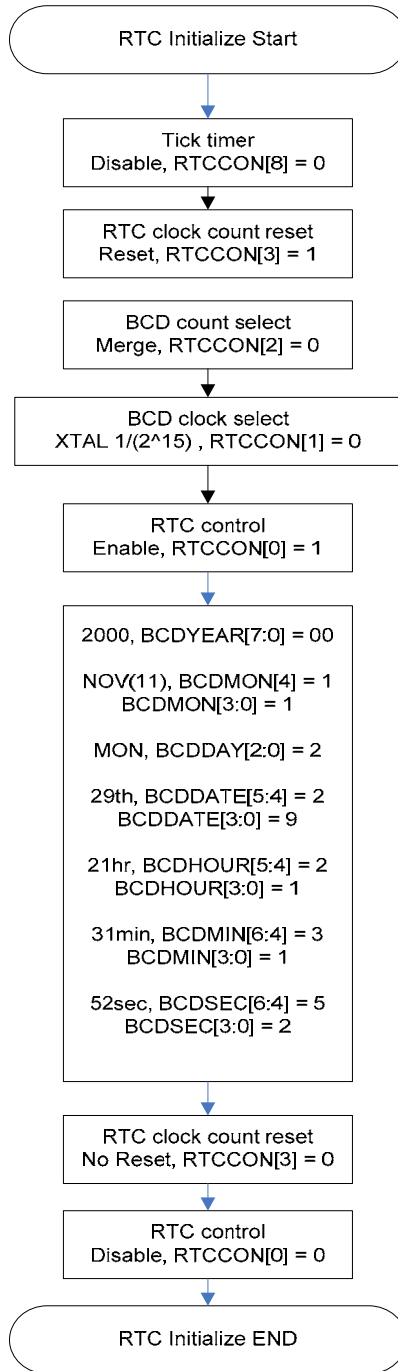 RTC Initialize Start
Tick timer
Disable, RTCCON[8] = 0
RTC clock count reset
Reset, RTCCON[3] = 1
BCD count select
Merge, RTCCON[2] = 0
BCD clock select
XTAL 1/(2^15) , RTCCON[1] = 0
RTC control
Enable, RTCCON[0] = 1
2000, BCDYEAR[7:0] = 00
NOV(11), BCDMON[4] = 1
BCDMON[3:0] = 1
MON, BCDDAY[2:0] = 2
29th, BCDDATE[5:4] = 2
BCDDATE[3:0] = 9
21hr, BCDHOUR[5:4] = 2
BCDHOUR[3:0] = 1
31min, BCDMIN[6:4] = 3
BCDMIN[3:0] = 1
52sec, BCDSEC[6:4] = 5
BCDSEC[3:0] = 2
RTC clock count reset
No Reset, RTCCON[3] = 0
RTC control
Disable, RTCCON[0] = 0
RTC Initialize END